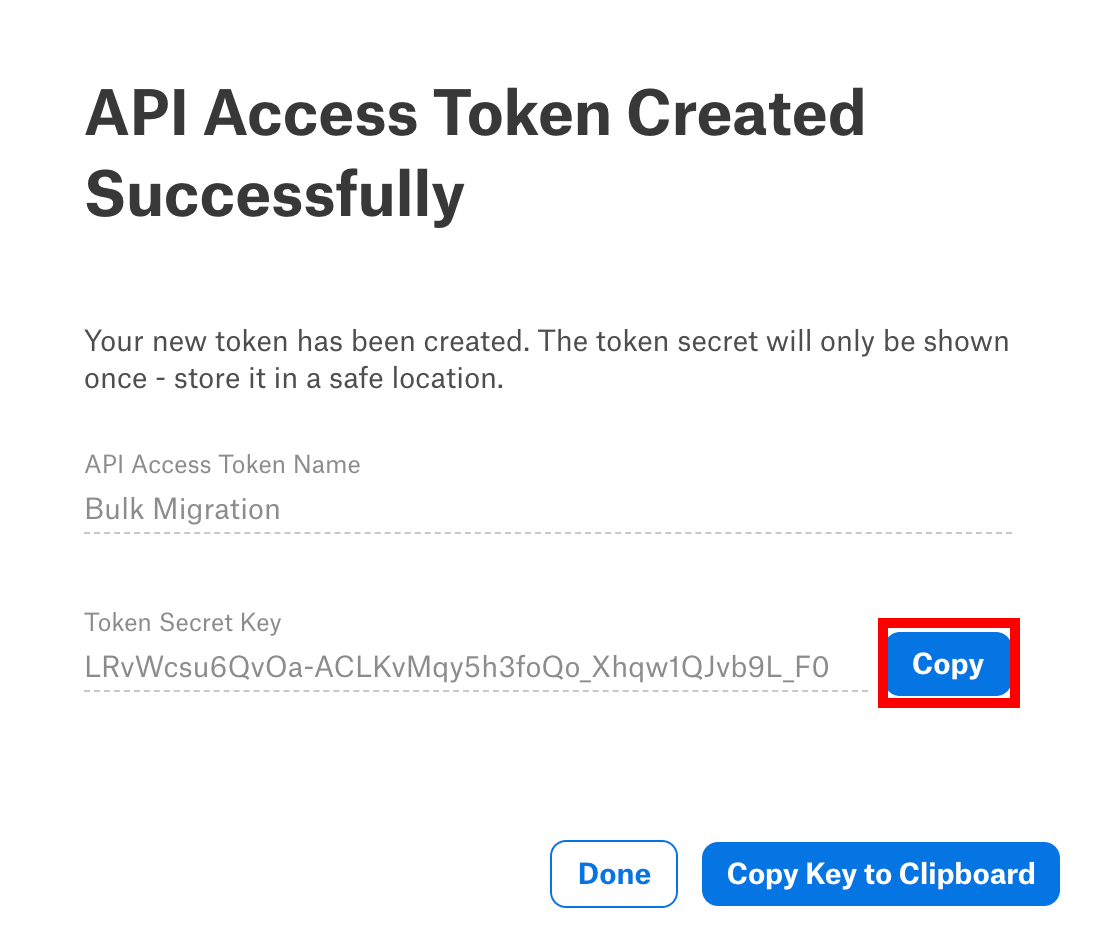 API Access Token Created
Successfully
Your new token has been created. The token secret will only be shown
once - store it in a safe location.
API Access Token Name
Bulk Migration
Token Secret Key
LRvWcsu6QvOa-ACLKvMqy5h3foQo_Xhqw1QJvb9L_F0
Copy
Done
Copy Key to Clipboard